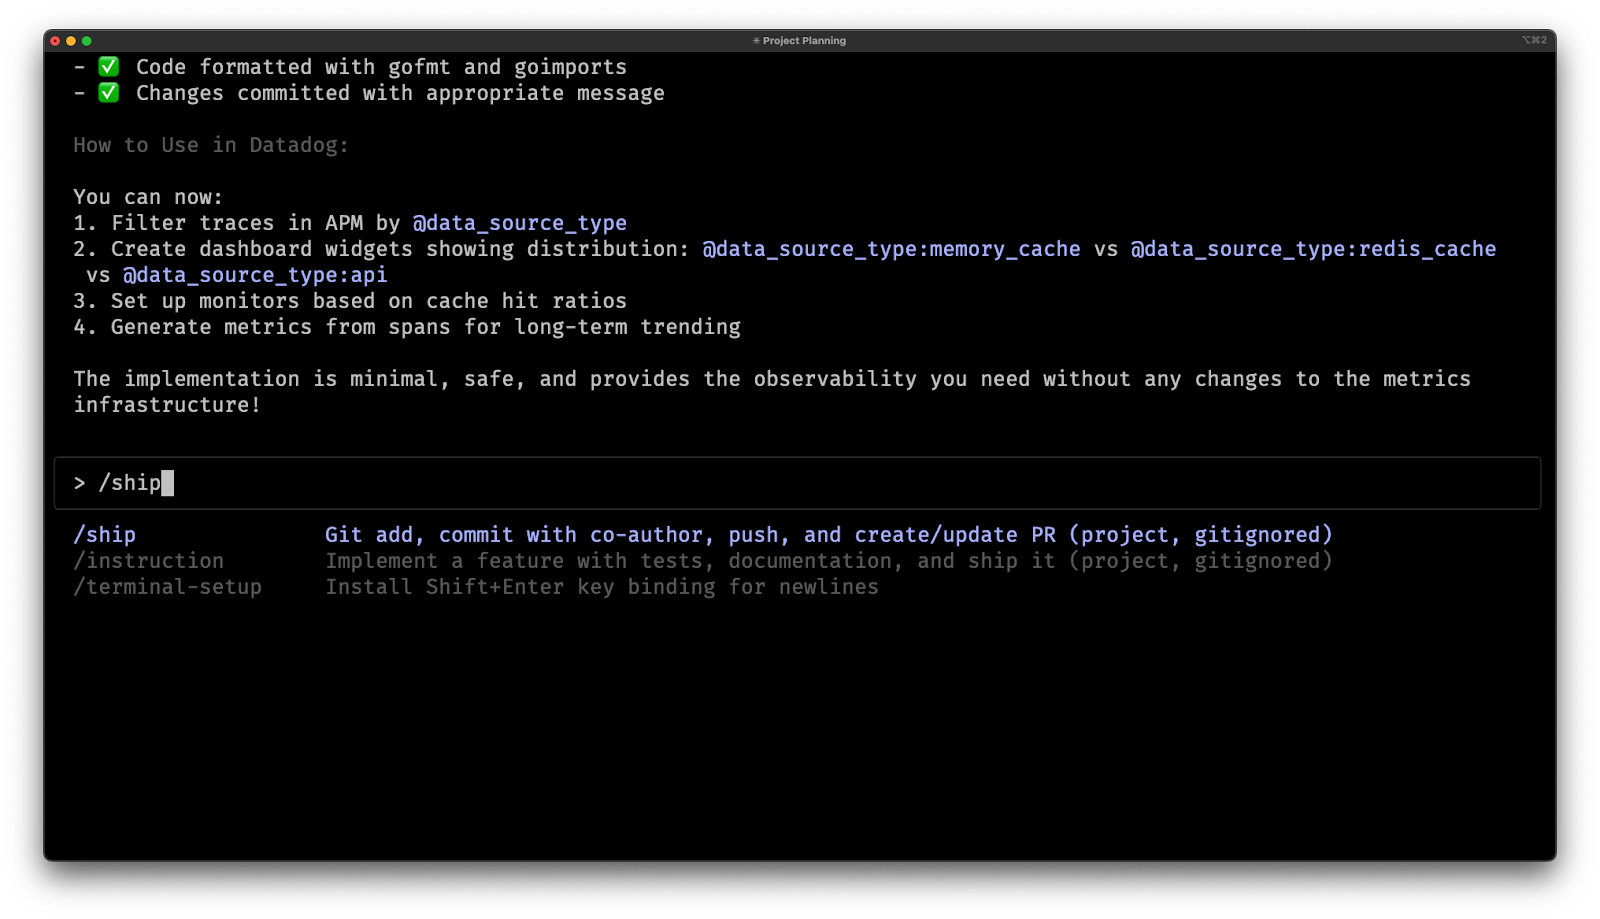 ✳ Project Planning
⌥⌘2
- ✅ Code formatted with gofmt and goimports
- ✅ Changes committed with appropriate message
How to Use in Datadog:
You can now:
1. Filter traces in APM by @data_source_type
2. Create dashboard widgets showing distribution: @data_source_type:memory_cache vs @data_source_type:redis_cache
vs @data_source_type:api
3. Set up monitors based on cache hit ratios
4. Generate metrics from spans for long-term trending
The implementation is minimal, safe, and provides the observability you need without any changes to the metrics
infrastructure!
> /ship
/ship Git add, commit with co-author, push, and create/update PR (project, gitignored)
/instruction Implement a feature with tests, documentation, and ship it (project, gitignored)
/terminal-setup Install Shift+Enter key binding for newlines